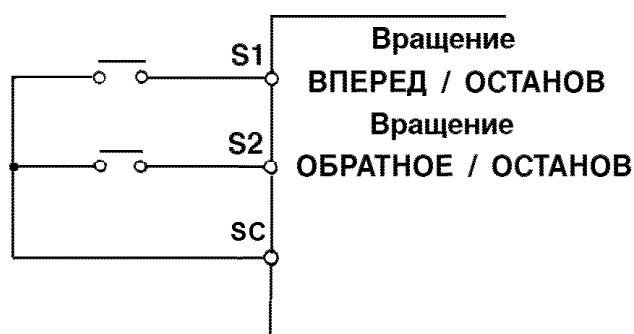 S1
Вращение
ВПЕРЕД / ОСТАНОВ
S2
Вращение
ОБРАТНОЕ / ОСТАНОВ
SC